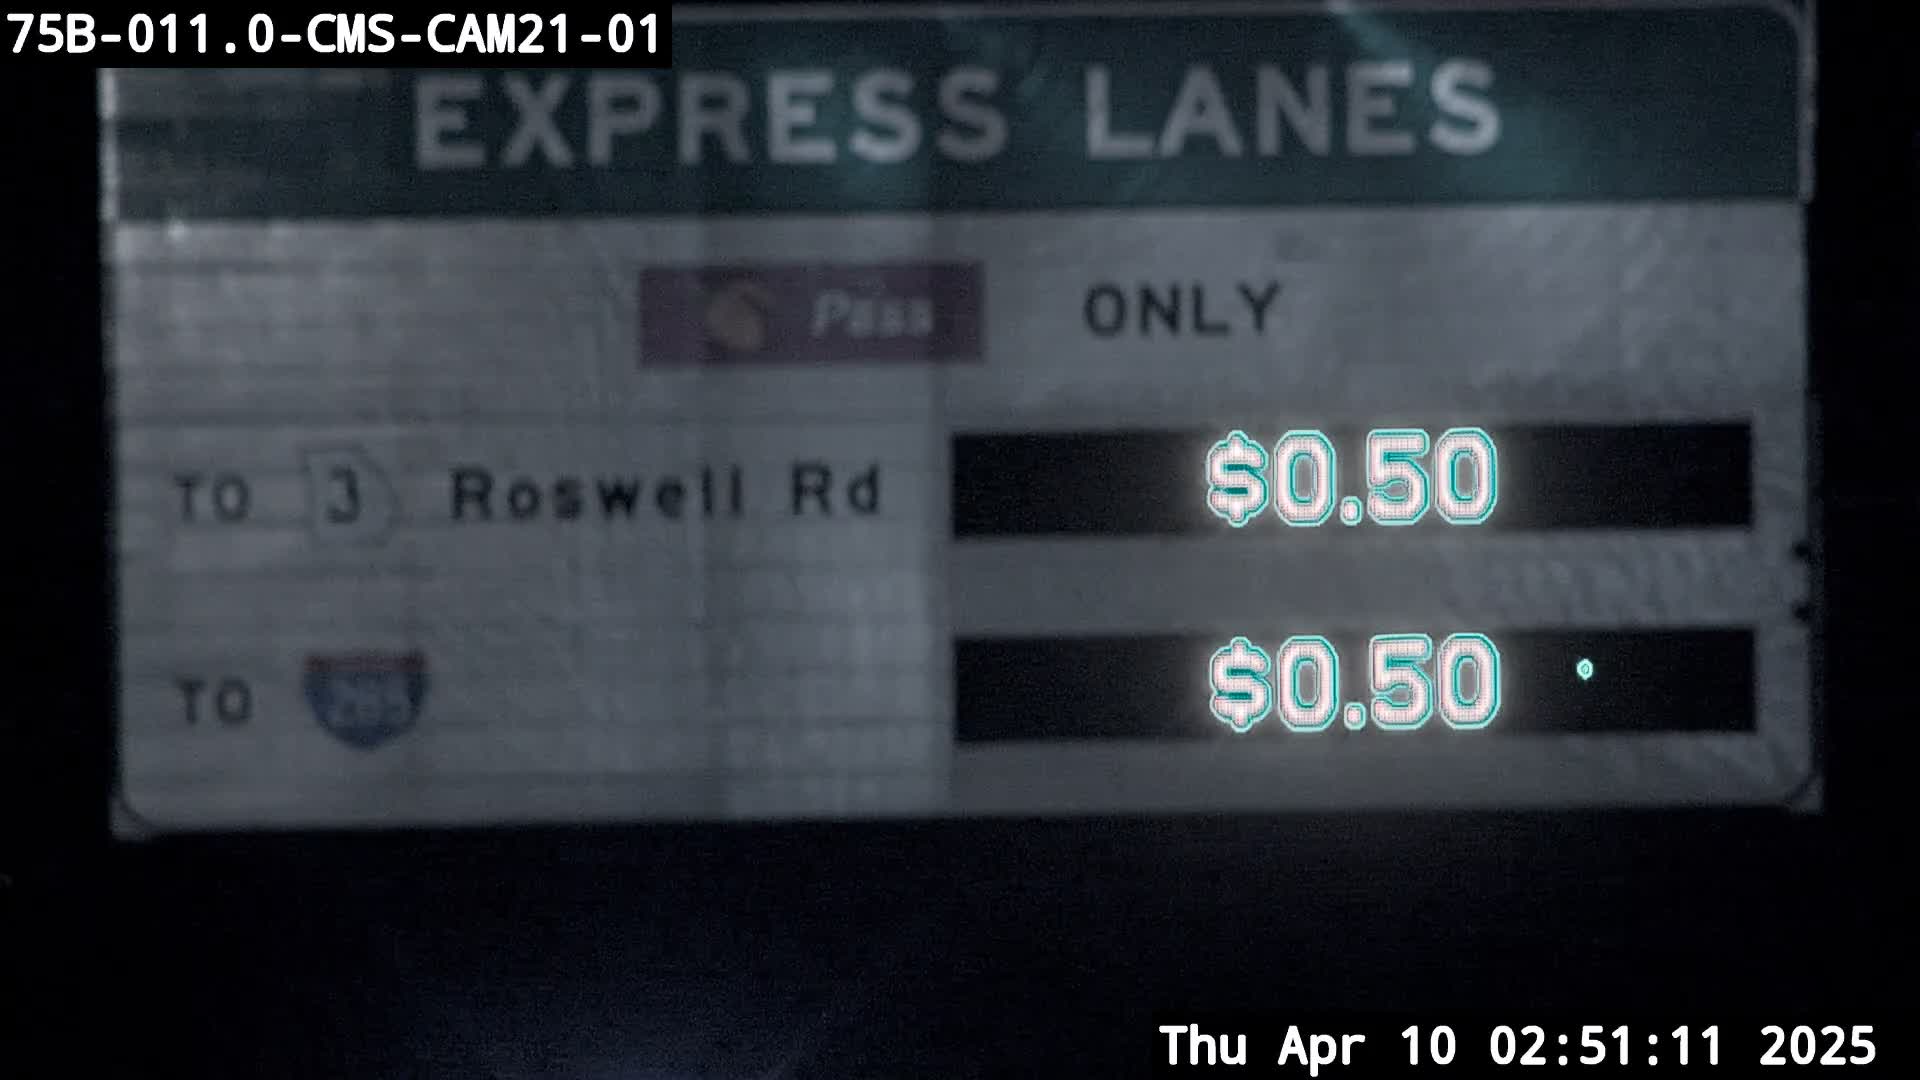 75B-011.0-CMS-CAM21-01
EXPRESS LANES
Pass ONLY
TO 3 Roswell Rd $0.50
TO 285 $0.50
Thu Apr 10 02:51:11 2025